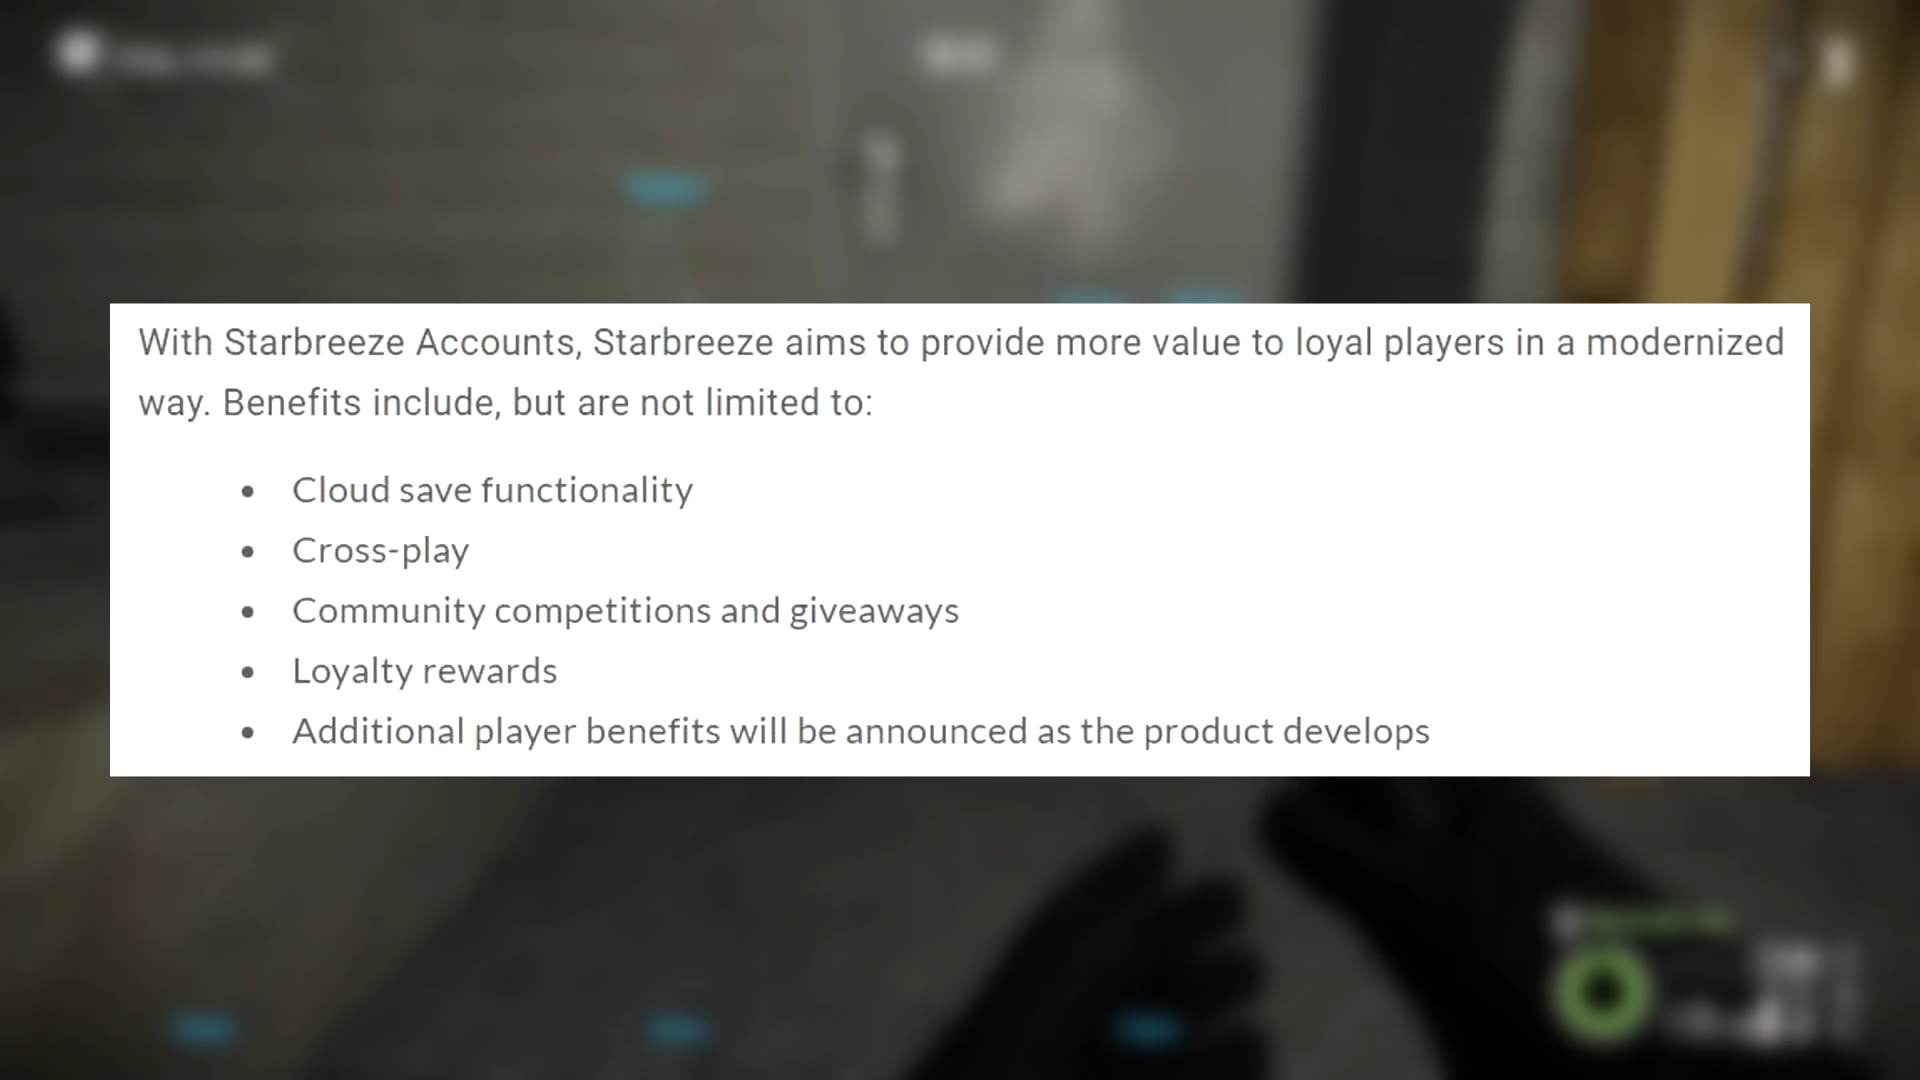 With Starbreeze Accounts, Starbreeze aims to provide more value to loyal players in a modernized
way. Benefits include, but are not limited to:
• Cloud save functionality
• Cross-play
• Community competitions and giveaways
• Loyalty rewards
• Additional player benefits will be announced as the product develops